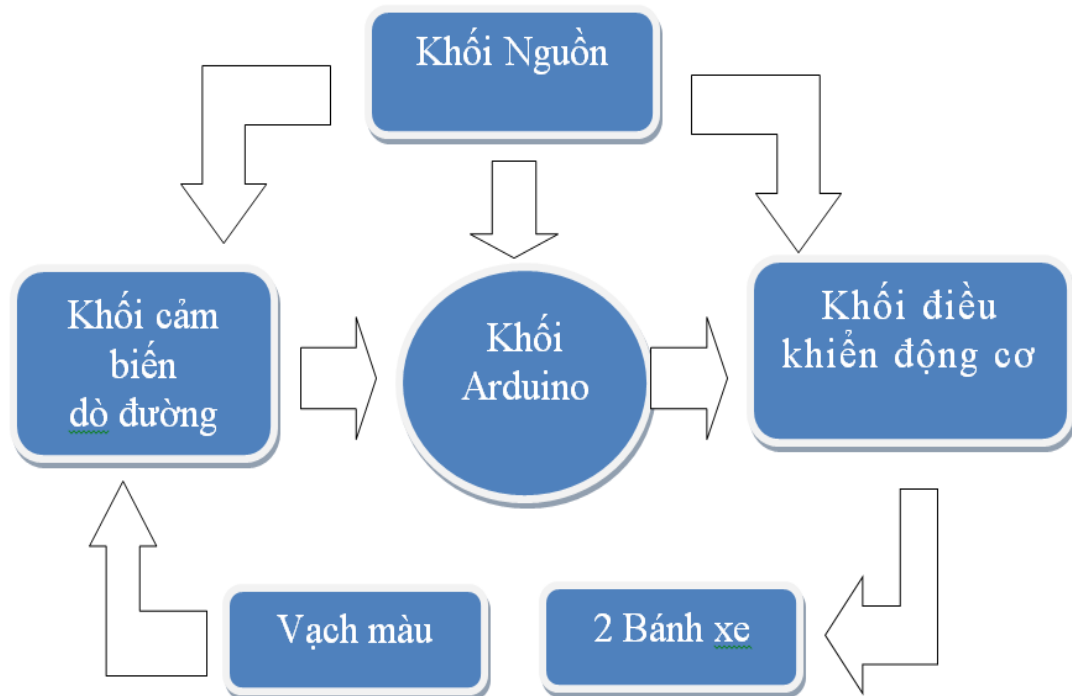 Khối Nguồn
Khối cảm
biến
dò đường
Khối
Arduino
Khối điều
khiển động cơ
Vạch màu
2 Bánh xe